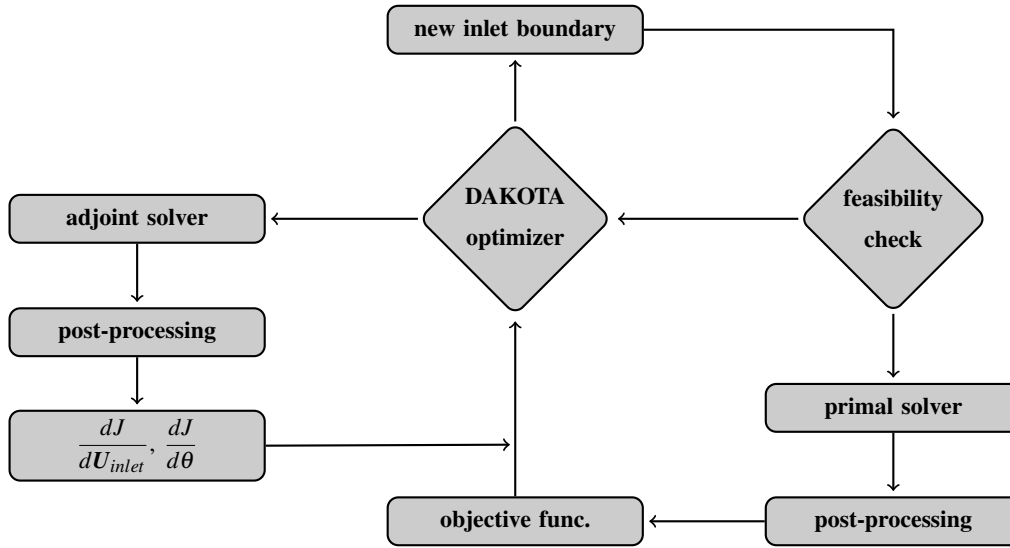 new inlet boundary
DAKOTA
optimizer
feasibility
check
adjoint solver
post-processing
dJ/dU_inlet, dJ/dθ
primal solver
objective func.
post-processing